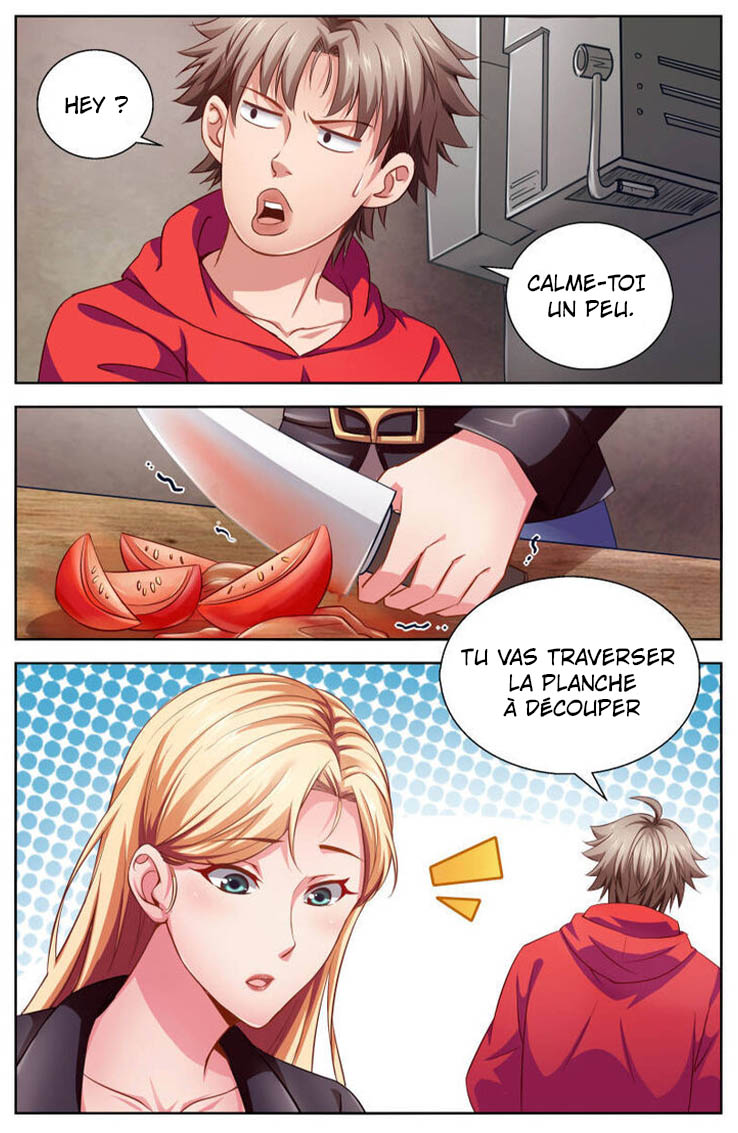 HEY ?
CALME-TOI
UN PEU.
TU VAS TRAVERSER
LA PLANCHE
À DÉCOUPER